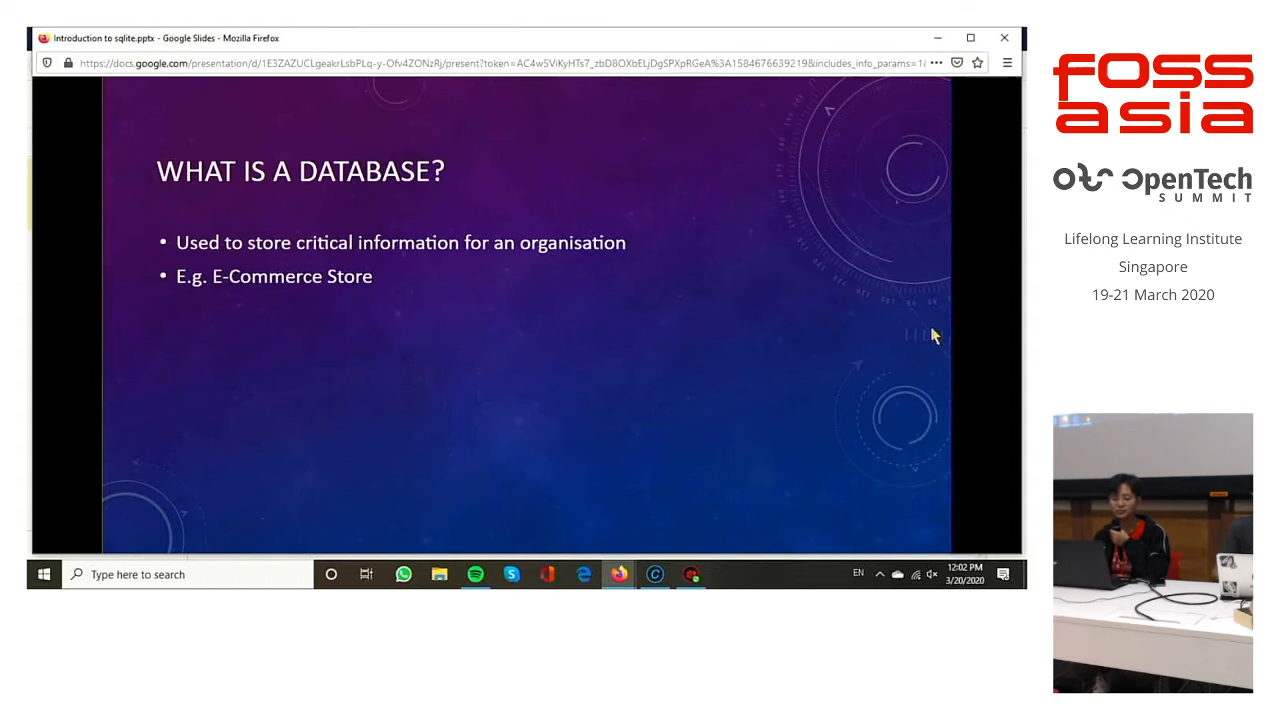 Introduction to sqlite.pptx - Google Slides - Mozilla Firefox
WHAT IS A DATABASE?
• Used to store critical information for an organisation
• E.g. E-Commerce Store
Type here to search
EN
12:02 PM
3/20/2020
FOSS
asia
OpenTech
SUMMIT
Lifelong Learning Institute
Singapore
19-21 March 2020